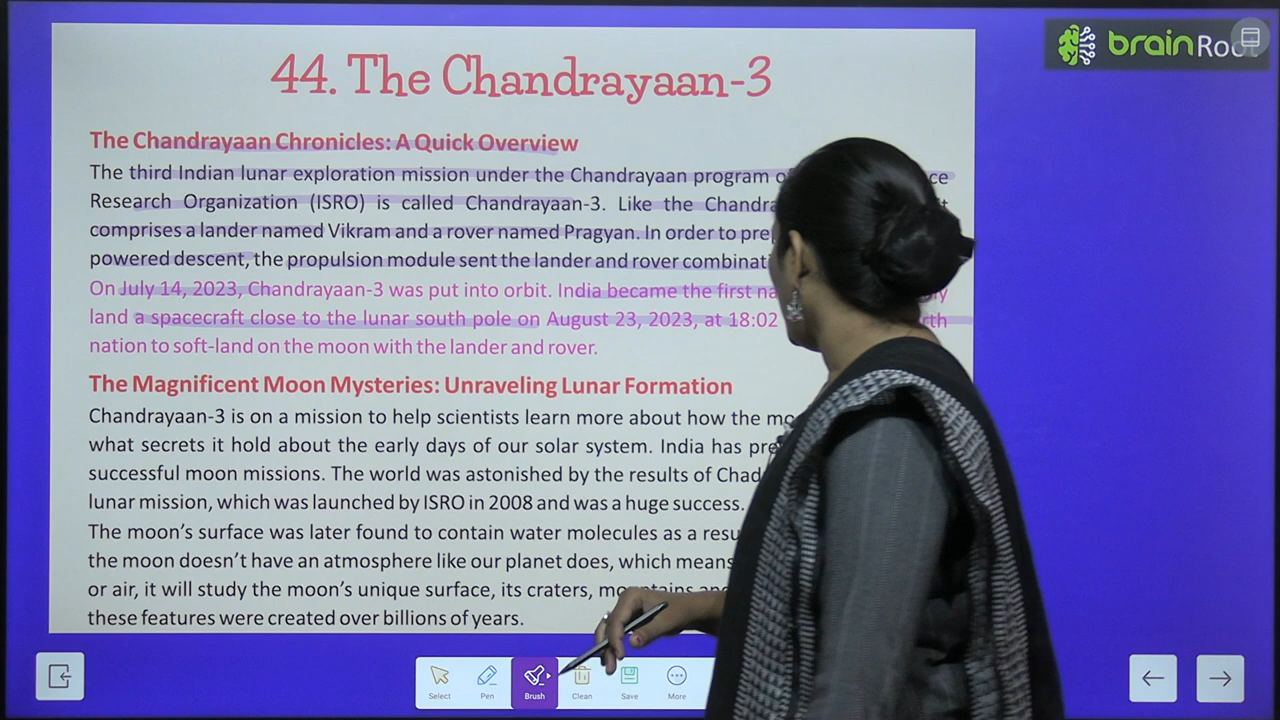 brainRoot
44. The Chandrayaan-3
The Chandrayaan Chronicles: A Quick Overview
The third Indian lunar exploration mission under the Chandrayaan program
Research Organization (ISRO) is called Chandrayaan-3. Like the
comprises a lander named Vikram and a rover named Pragyan. In order to
powered descent, the propulsion module sent the lander and rover
On July 14, 2023, Chandrayaan-3 was put into orbit. India became the first
land a spacecraft close to the lunar south pole on August 23, 2023, at 18:02
nation to soft-land on the moon with the lander and rover.
The Magnificent Moon Mysteries: Unraveling Lunar Formation
Chandrayaan-3 is on a mission to help scientists learn more about how the
what secrets it hold about the early days of our solar system. India has
successful moon missions. The world was astonished by the results of
lunar mission, which was launched by ISRO in 2008 and was a huge success.
The moon's surface was later found to contain water molecules as a
the moon doesn't have an atmosphere like our planet does, which means
or air, it will study the moon's unique surface, its craters, mountains
these features were created over billions of years.
Select Pen Brush Clean Save More